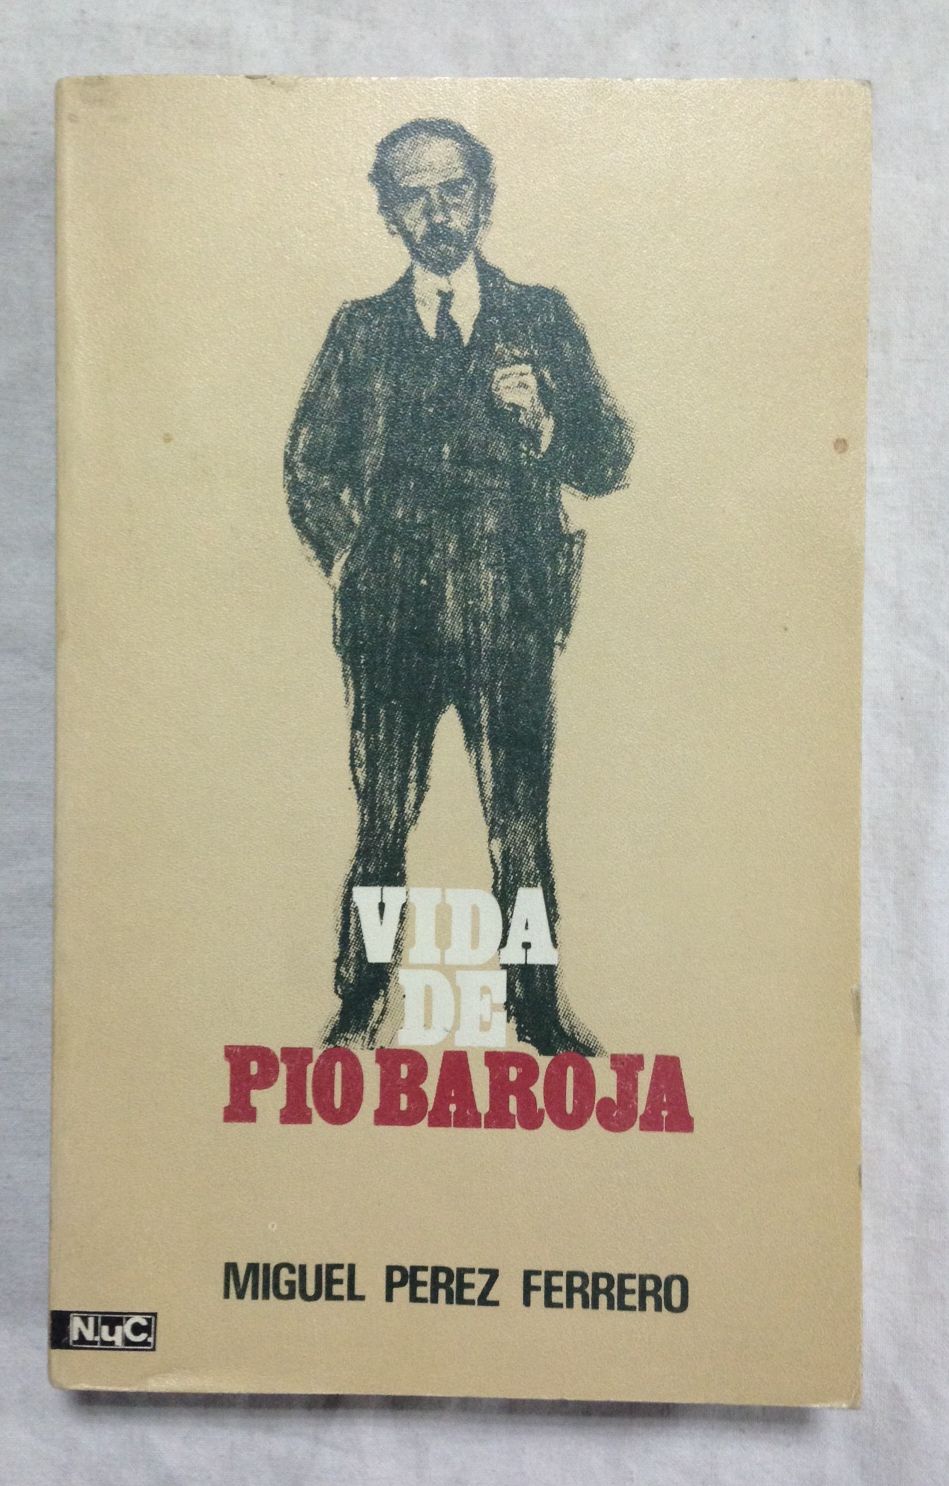 VIDA
DE
PIO BAROJA
MIGUEL PEREZ FERRERO
N.yC.